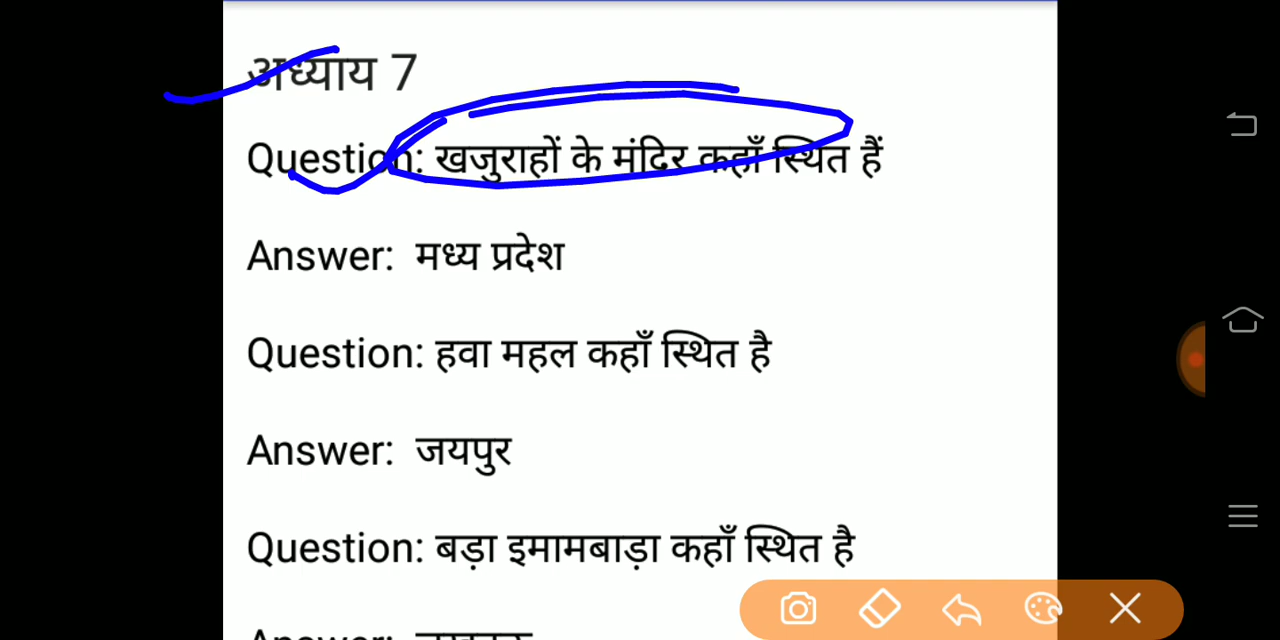 अध्याय 7
Question: खजुराहों के मंदिर कहाँ स्थित हैं
Answer: मध्य प्रदेश
Question: हवा महल कहाँ स्थित है
Answer: जयपुर
Question: बड़ा इमामबाड़ा कहाँ स्थित है
Answer: